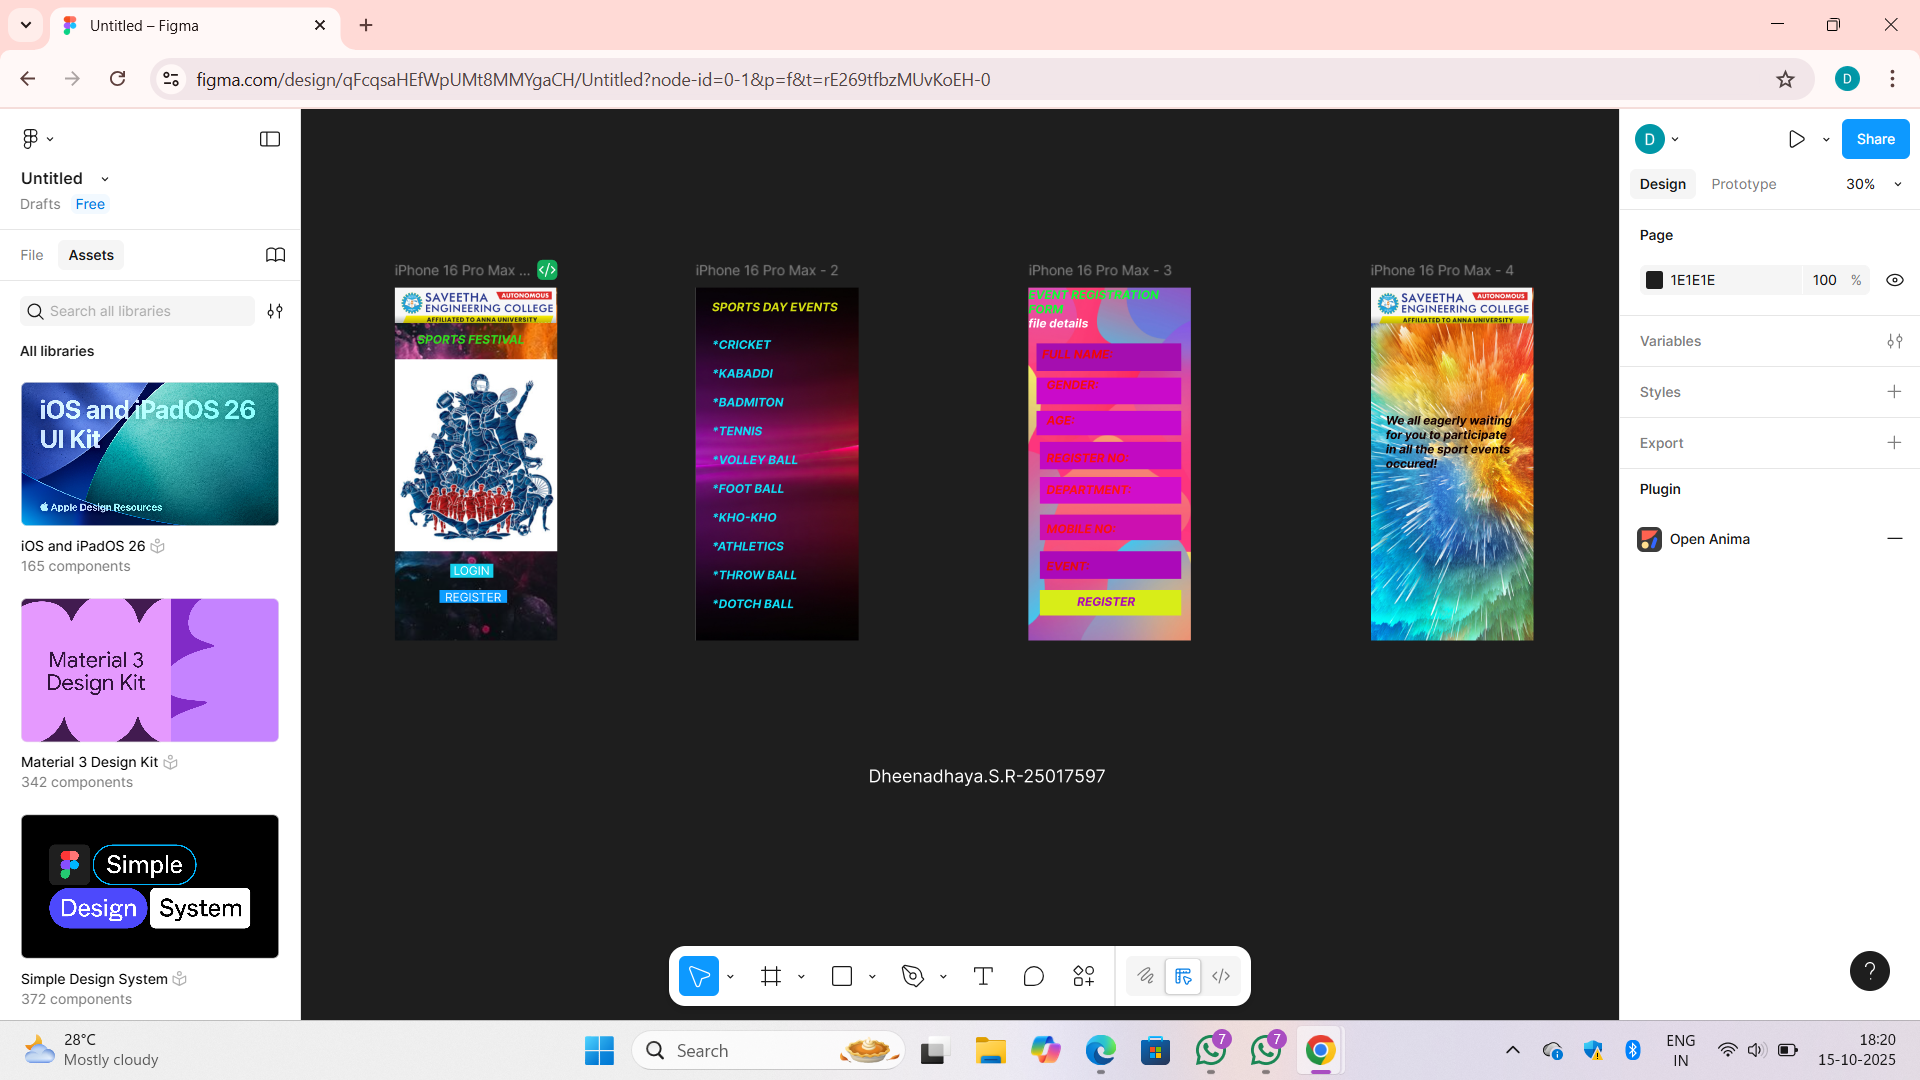 Untitled – Figma
figma.com/design/qFcqsaHEfWpUMt8MMYgaCH/Untitled?node-id=0-1&p=f&t=rE269tfbzMUvKoEH-0
D
Untitled
Drafts Free
File Assets
Search all libraries
All libraries
iOS and iPadOS 26
UI Kit
Apple Design Resources
iOS and iPadOS 26
165 components
Material 3
Design Kit
Material 3 Design Kit
342 components
Simple
Design System
Simple Design System
372 components
iPhone 16 Pro Max ...
SAVEETHA AUTONOMOUS
ENGINEERING COLLEGE
AFFILIATED TO ANNA UNIVERSITY
SPORTS FESTIVAL
LOGIN
REGISTER
iPhone 16 Pro Max - 2
SPORTS DAY EVENTS
*CRICKET
*KABADDI
*BADMITON
*TENNIS
*VOLLEY BALL
*FOOT BALL
*KHO-KHO
*ATHLETICS
*THROW BALL
*DOTCH BALL
iPhone 16 Pro Max - 3
EVENT REGISTRATION
FORM
file details
FULL NAME:
GENDER:
AGE:
REGISTER NO:
DEPARTMENT:
MOBILE NO:
EVENT:
REGISTER
iPhone 16 Pro Max - 4
SAVEETHA AUTONOMOUS
ENGINEERING COLLEGE
AFFILIATED TO ANNA UNIVERSITY
We all eagerly waiting
for you to participate
in all the sport events
occured!
Dheenadhaya.S.R-25017597
D Share
Design Prototype 30%
Page
1E1E1E 100 %
Variables
Styles
Export
Plugin
Open Anima
?
28°C
Mostly cloudy
Search
7
7
ENG
IN
18:20
15-10-2025